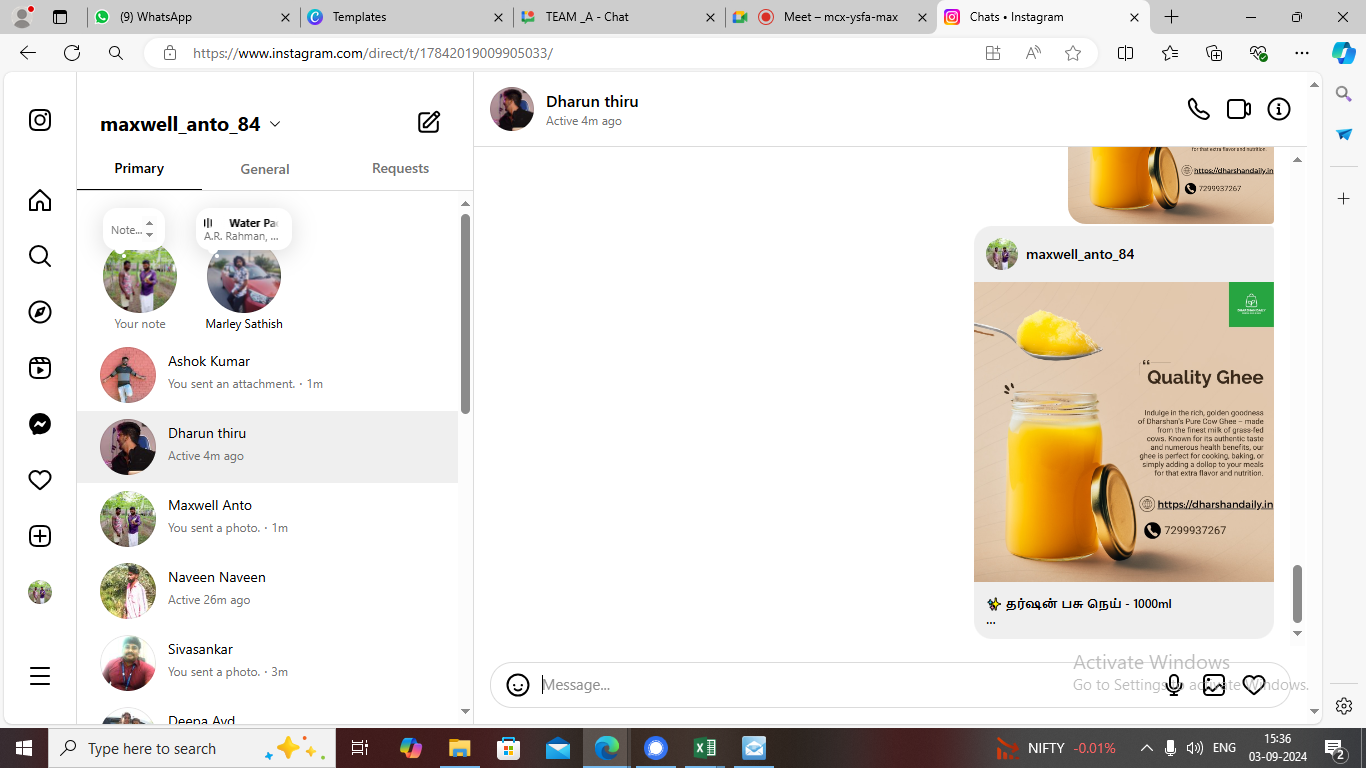 (9) WhatsApp
Templates
TEAM _A - Chat
Meet – mcx-ysfa-max
Chats • Instagram
https://www.instagram.com/direct/t/17842019009905033/
maxwell_anto_84
Primary
General
Requests
Note...
Water Pa
A.R. Rahman, ...
Your note
Marley Sathish
Ashok Kumar
You sent an attachment. · 1m
Dharun thiru
Active 4m ago
Maxwell Anto
You sent a photo. · 1m
Naveen Naveen
Active 26m ago
Sivasankar
You sent a photo. · 3m
Deepa Avd
Dharun thiru
Active 4m ago
for that extra flavor and nutrition.
https://dharshandaily.in
7299937267
maxwell_anto_84
Quality Ghee
Indulge in the rich, golden goodness
of Dharshan's Pure Cow Ghee – made
from the finest milk of grass-fed
cows. Known for its authentic taste
and numerous health benefits, our
ghee is perfect for cooking, baking, or
simply adding a dollop to your meals
for that extra flavor and nutrition.
https://dharshandaily.in
7299937267
✨ தர்ஷன் பசு நெய் - 1000ml
...
Message...
Activate Windows
Go to Settings to activate Windows.
Type here to search
NIFTY -0.01%
ENG
15:36
03-09-2024
2